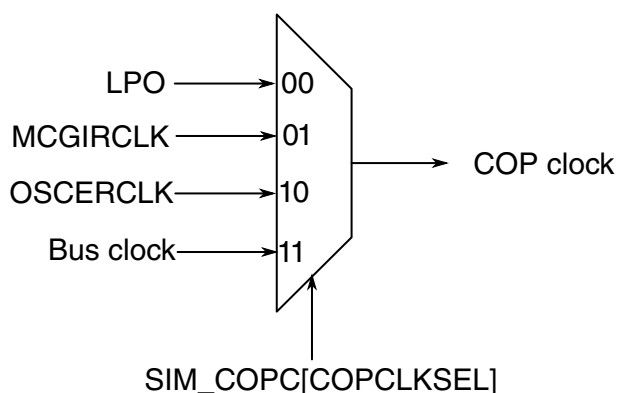 LPO
00
MCGIRCLK
01
OSCERCLK
10
Bus clock
11
COP clock
SIM_COPC[COPCLKSEL]